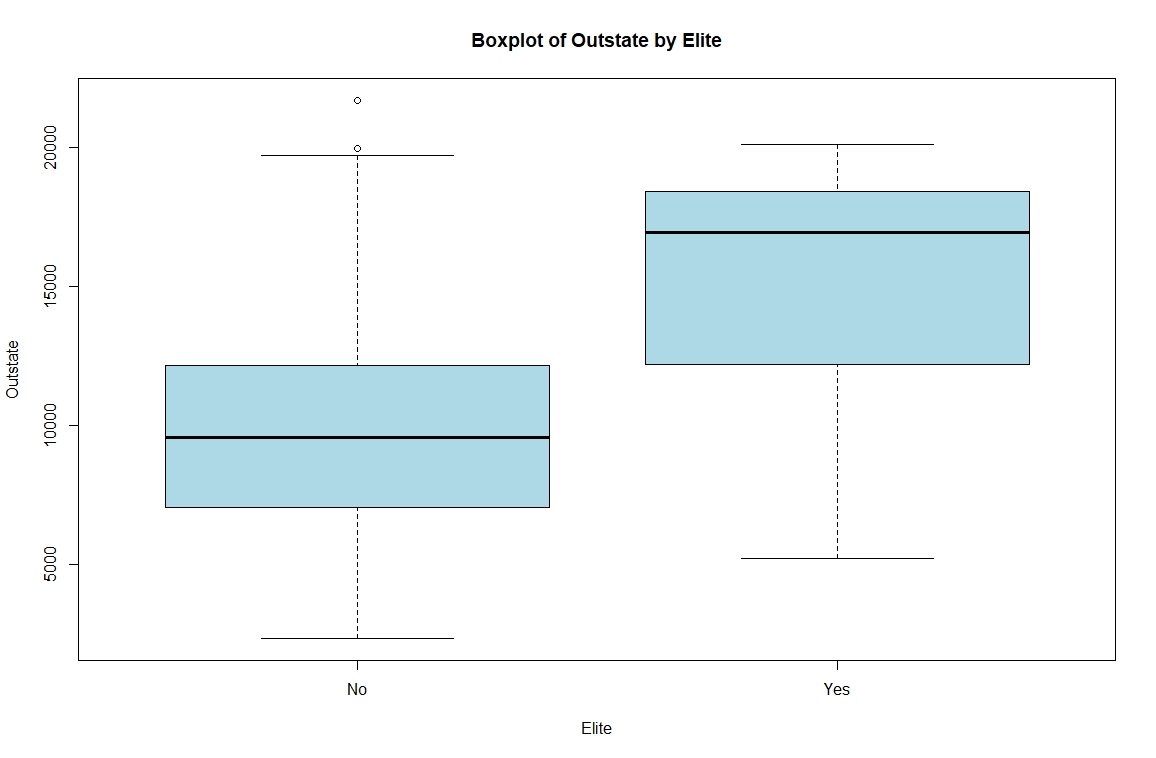 Boxplot of Outstate by Elite
Outstate
20000
15000
10000
5000
No
Yes
Elite